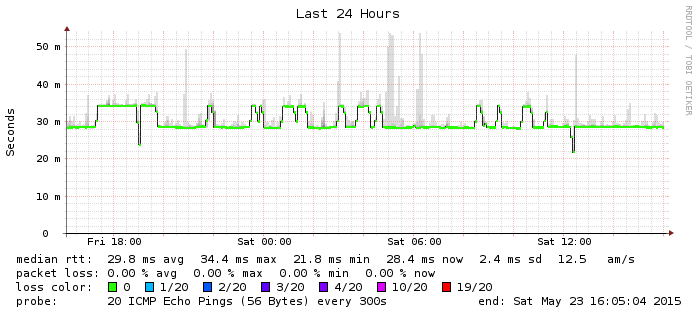 Last 24 Hours
RRDTOOL / TOBI OETIKER
Seconds
50 m
40 m
30 m
20 m
10 m
0
Fri 18:00 Sat 00:00 Sat 06:00 Sat 12:00
median rtt: 29.8 ms avg 34.4 ms max 21.8 ms min 28.4 ms now 2.4 ms sd 12.5 am/s
packet loss: 0.00 % avg 0.00 % max 0.00 % min 0.00 % now
loss color: 0 1/20 2/20 3/20 4/20 10/20 19/20
probe: 20 ICMP Echo Pings (56 Bytes) every 300s end: Sat May 23 16:05:04 2015